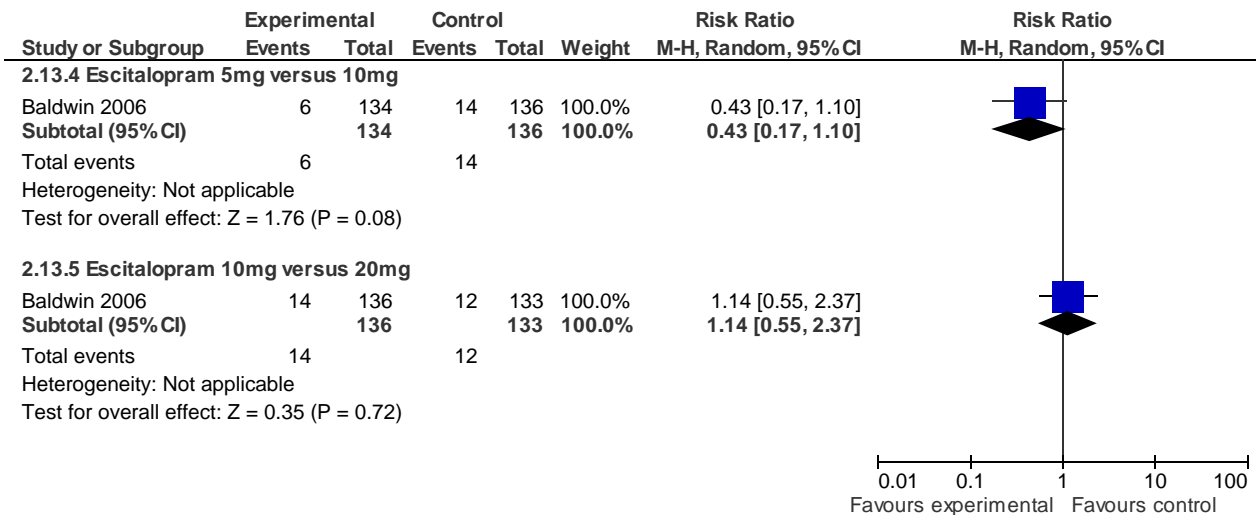 Experimental Control Risk Ratio Risk Ratio
Study or Subgroup Events Total Events Total Weight M-H, Random, 95% CI M-H, Random, 95% CI
2.13.4 Escitalopram 5mg versus 10mg
Baldwin 2006 6 134 14 136 100.0% 0.43 [0.17, 1.10]
Subtotal (95% CI) 134 136 100.0% 0.43 [0.17, 1.10]
Total events 6 14
Heterogeneity: Not applicable
Test for overall effect: Z = 1.76 (P = 0.08)
2.13.5 Escitalopram 10mg versus 20mg
Baldwin 2006 14 136 12 133 100.0% 1.14 [0.55, 2.37]
Subtotal (95% CI) 136 133 100.0% 1.14 [0.55, 2.37]
Total events 14 12
Heterogeneity: Not applicable
Test for overall effect: Z = 0.35 (P = 0.72)
0.01 0.1 1 10 100
Favours experimental Favours control